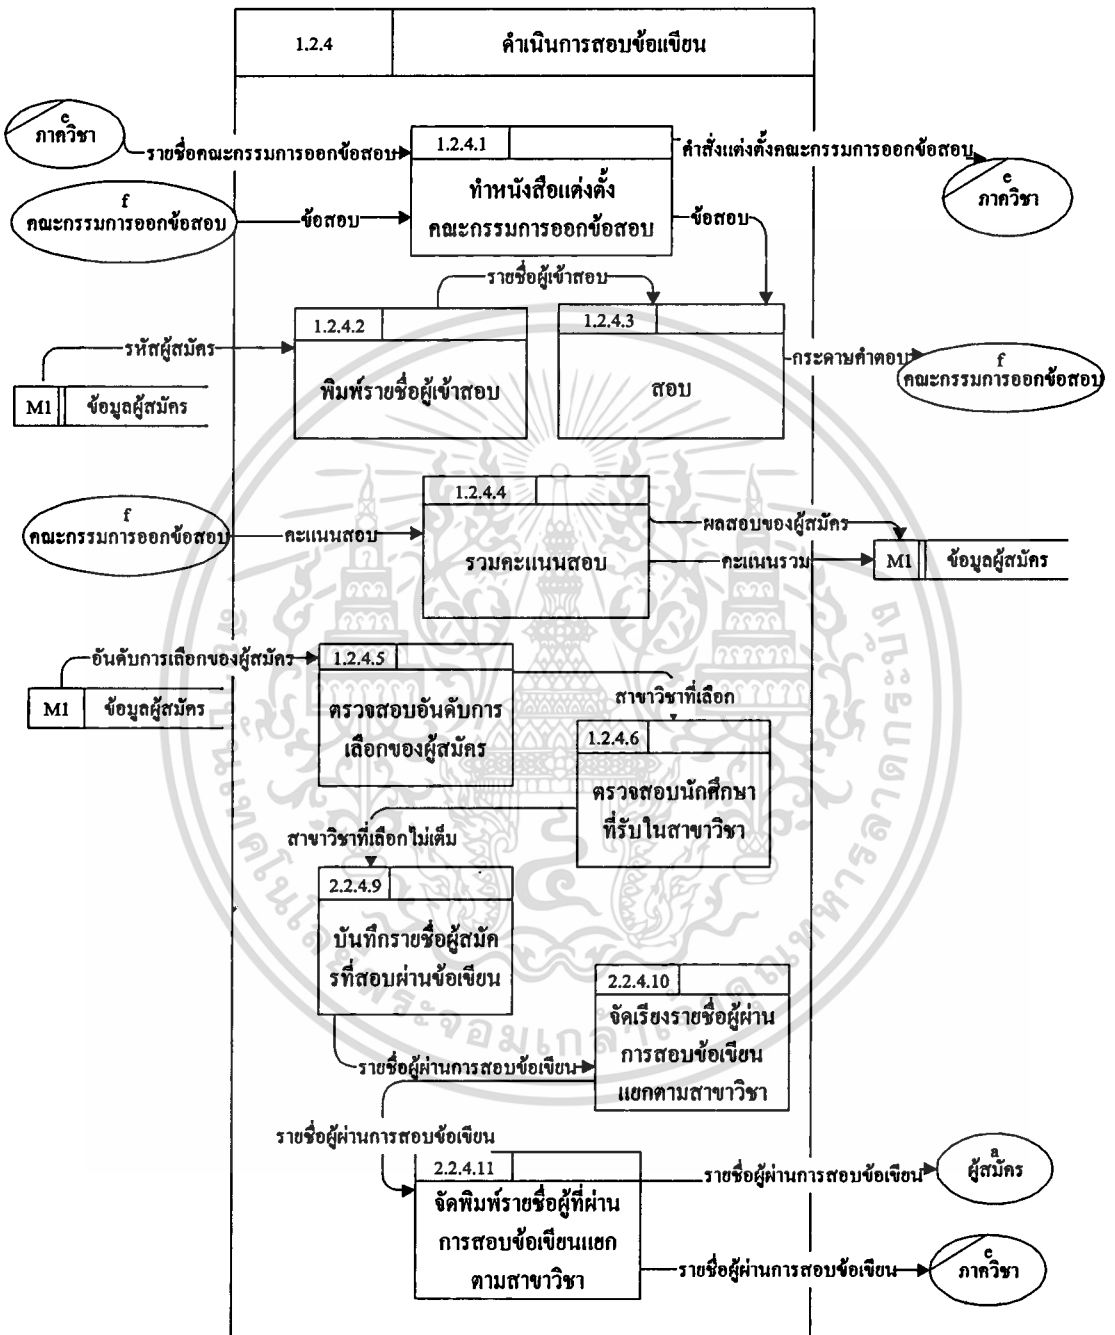 1.2.4 ดำเนินการสอบข้อเขียน
e
ภาควิชา
รายชื่อคณะกรรมการออกข้อสอบ
1.2.4.1
คำสั่งแต่งตั้งคณะกรรมการออกข้อสอบ
e
ภาควิชา
f
คณะกรรมการออกข้อสอบ
ข้อสอบ
ทำหนังสือแต่งตั้ง
คณะกรรมการออกข้อสอบ
ข้อสอบ
รายชื่อผู้เข้าสอบ
รหัสผู้สมัคร
1.2.4.2
พิมพ์รายชื่อผู้เข้าสอบ
1.2.4.3
สอบ
กระดาษคำตอบ
f
คณะกรรมการออกข้อสอบ
M1 ข้อมูลผู้สมัคร
f
คณะกรรมการออกข้อสอบ
คะแนนสอบ
1.2.4.4
รวมคะแนนสอบ
ผลสอบของผู้สมัคร
คะแนนรวม
M1 ข้อมูลผู้สมัคร
อันดับการเลือกของผู้สมัคร
M1 ข้อมูลผู้สมัคร
1.2.4.5
ตรวจสอบอันดับการ
เลือกของผู้สมัคร
สาขาวิชาที่เลือก
1.2.4.6
ตรวจสอบนักศึกษา
ที่รับในสาขาวิชา
สาขาวิชาที่เลือกไม่เต็ม
2.2.4.9
บันทึกรายชื่อผู้สมัค
รที่สอบผ่านข้อเขียน
2.2.4.10
จัดเรียงรายชื่อผู้ผ่าน
การสอบข้อเขียน
แยกตามสาขาวิชา
รายชื่อผู้ผ่านการสอบข้อเขียน
รายชื่อผู้ผ่านการสอบข้อเขียน
2.2.4.11
จัดพิมพ์รายชื่อผู้ที่ผ่าน
การสอบข้อเขียนแยก
ตามสาขาวิชา
รายชื่อผู้ผ่านการสอบข้อเขียน
a
ผู้สมัคร
รายชื่อผู้ผ่านการสอบข้อเขียน
e
ภาควิชา